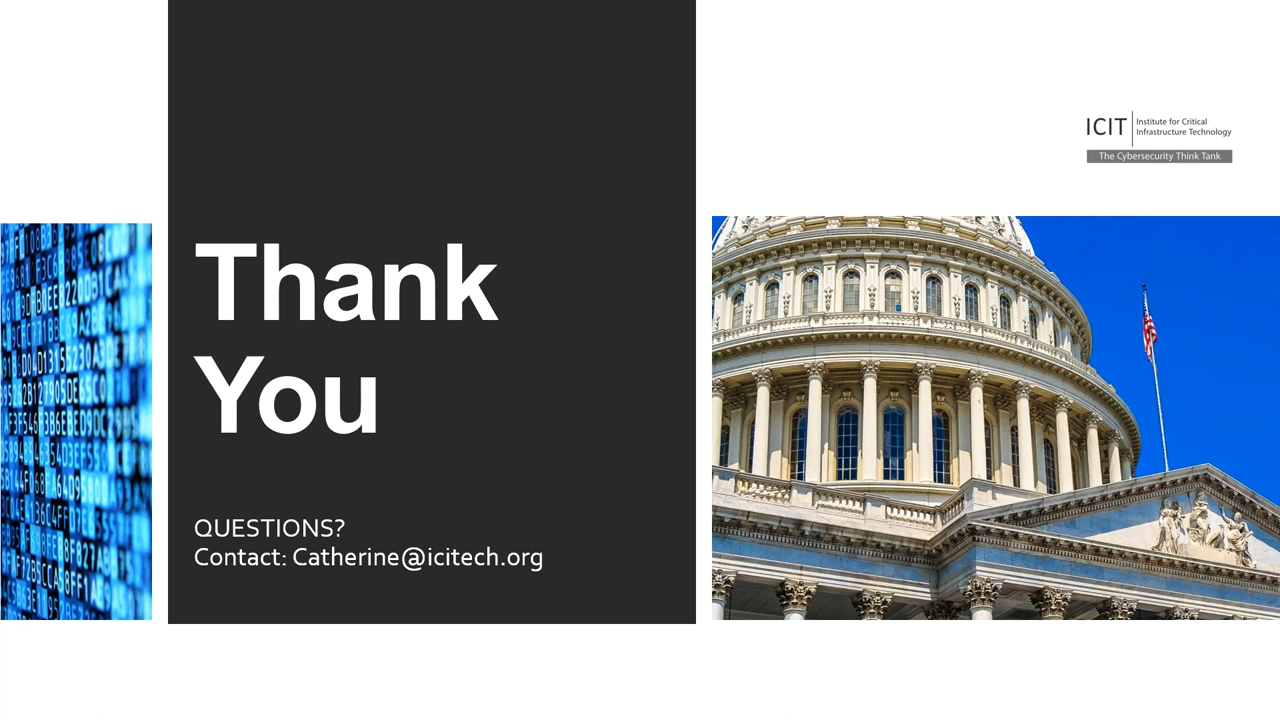 Thank
You
QUESTIONS?
Contact: Catherine@icitech.org
ICIT
Institute for Critical
Infrastructure Technology
The Cybersecurity Think Tank